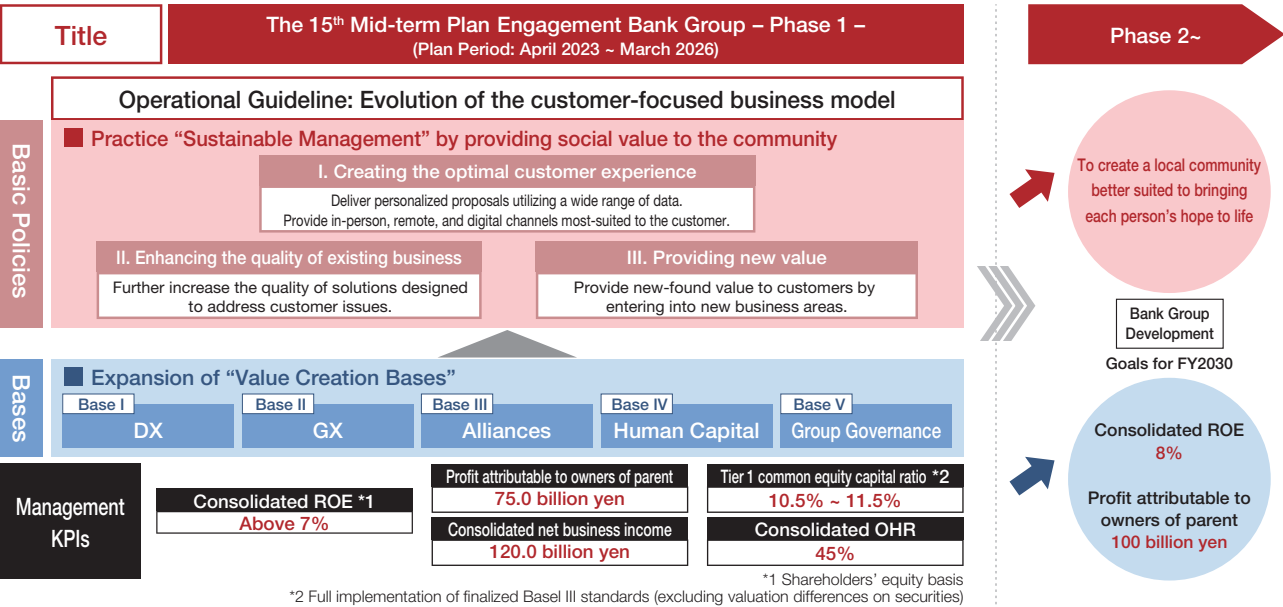 Title
The 15th Mid-term Plan Engagement Bank Group – Phase 1 –
(Plan Period: April 2023 ~ March 2026)
Phase 2~
Operational Guideline: Evolution of the customer-focused business model
Basic Policies
Practice “Sustainable Management” by providing social value to the community
I. Creating the optimal customer experience
Deliver personalized proposals utilizing a wide range of data.
Provide in-person, remote, and digital channels most-suited to the customer.
II. Enhancing the quality of existing business
Further increase the quality of solutions designed
to address customer issues.
III. Providing new value
Provide new-found value to customers by
entering into new business areas.
To create a local community
better suited to bringing
each person’s hope to life
Bank Group
Development
Goals for FY2030
Bases
Expansion of “Value Creation Bases”
Base I
DX
Base II
GX
Base III
Alliances
Base IV
Human Capital
Base V
Group Governance
Consolidated ROE
8%
Profit attributable to
owners of parent
100 billion yen
Management
KPIs
Consolidated ROE *1
Above 7%
Profit attributable to owners of parent
75.0 billion yen
Consolidated net business income
120.0 billion yen
Tier 1 common equity capital ratio *2
10.5% ~ 11.5%
Consolidated OHR
45%
*1 Shareholders’ equity basis
*2 Full implementation of finalized Basel III standards (excluding valuation differences on securities)